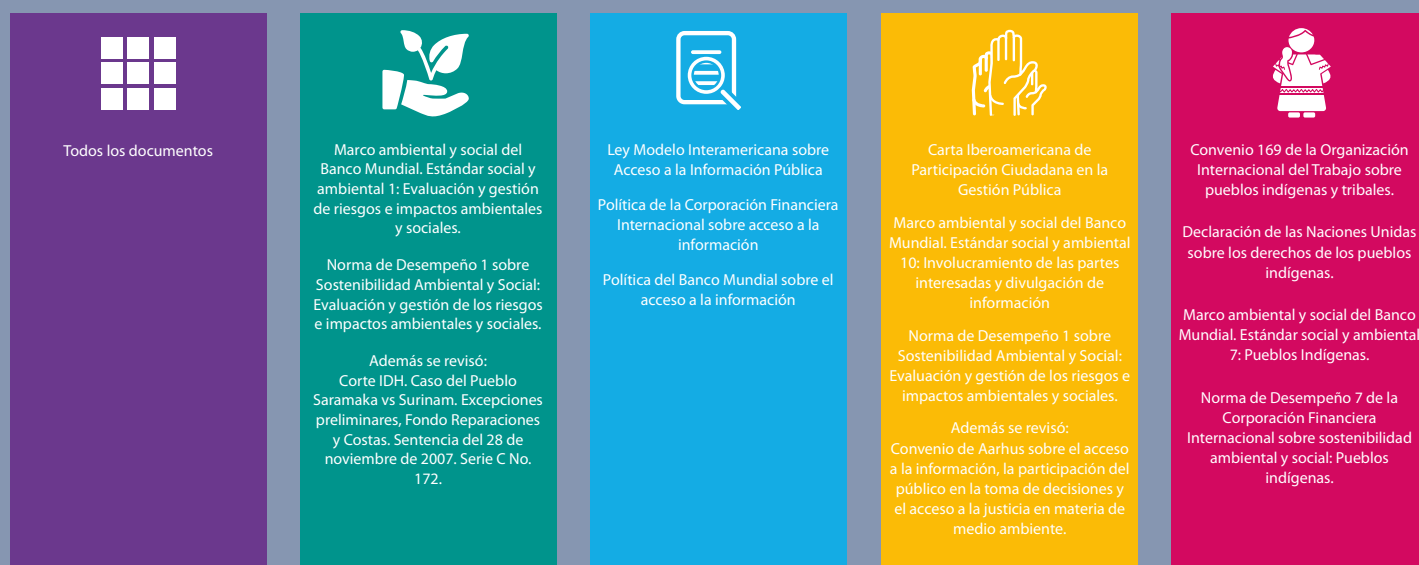 Todos los documentos
Marco ambiental y social del
Banco Mundial. Estándar social y
ambiental 1: Evaluación y gestión
de riesgos e impactos ambientales
y sociales.
Norma de Desempeño 1 sobre
Sostenibilidad Ambiental y Social:
Evaluación y gestión de los riesgos
e impactos ambientales y sociales.
Además se revisó:
Corte IDH. Caso del Pueblo
Saramaka vs Surinam. Excepciones
preliminares, Fondo Reparaciones
y Costas. Sentencia del 28 de
noviembre de 2007. Serie C No.
172.
Ley Modelo Interamericana sobre
Acceso a la Información Pública
Política de la Corporación Financiera
Internacional sobre acceso a la
información
Política del Banco Mundial sobre el
acceso a la información
Carta Iberoamericana de
Participación Ciudadana en la
Gestión Pública
Marco ambiental y social del Banco
Mundial. Estándar social y ambiental
10: Involucramiento de las partes
interesadas y divulgación de
información
Norma de Desempeño 1 sobre
Sostenibilidad Ambiental y Social:
Evaluación y gestión de los riesgos e
impactos ambientales y sociales.
Además se revisó:
Convenio de Aarhus sobre el acceso
a la información, la participación del
público en la toma de decisiones y
el acceso a la justicia en materia de
medio ambiente.
Convenio 169 de la Organización
Internacional del Trabajo sobre
pueblos indígenas y tribales.
Declaración de las Naciones Unidas
sobre los derechos de los pueblos
indígenas.
Marco ambiental y social del Banco
Mundial. Estándar social y ambiental
7: Pueblos Indígenas.
Norma de Desempeño 7 de la
Corporación Financiera
Internacional sobre sostenibilidad
ambiental y social: Pueblos
indígenas.